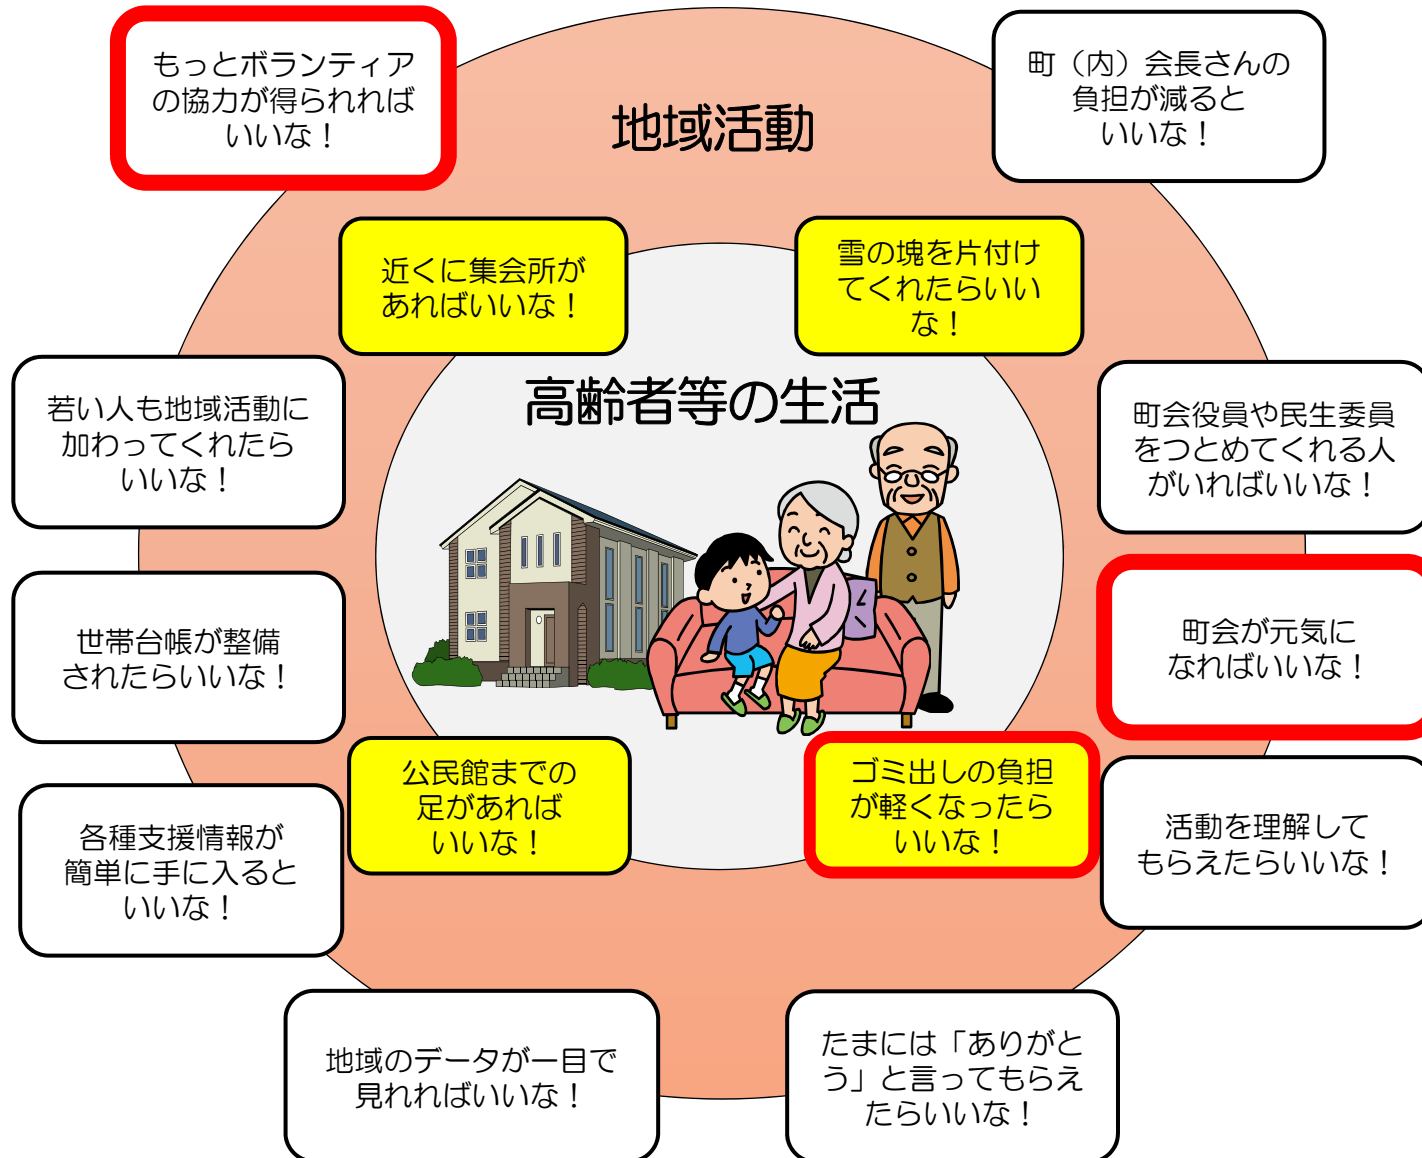 もっとボランティア
の協力が得られれば
いいな！
町（内）会長さんの
負担が減ると
いいな！
地域活動
近くに集会所が
あればいいな！
雪の塊を片付け
てくれたらいい
な！
高齢者等の生活
若い人も地域活動に
加わってくれたら
いいな！
町会役員や民生委員
をつとめてくれる人
がいればいいな！
世帯台帳が整備
されたらいいな！
町会が元気に
なればいいな！
公民館までの
足があれば
いいな！
ゴミ出しの負担
が軽くなったら
いいな！
各種支援情報が
簡単に手に入ると
いいな！
活動を理解して
もらえたらいいな！
地域のデータが一目で
見れればいいな！
たまには「ありがと
う」と言ってもらえ
たらいいな！